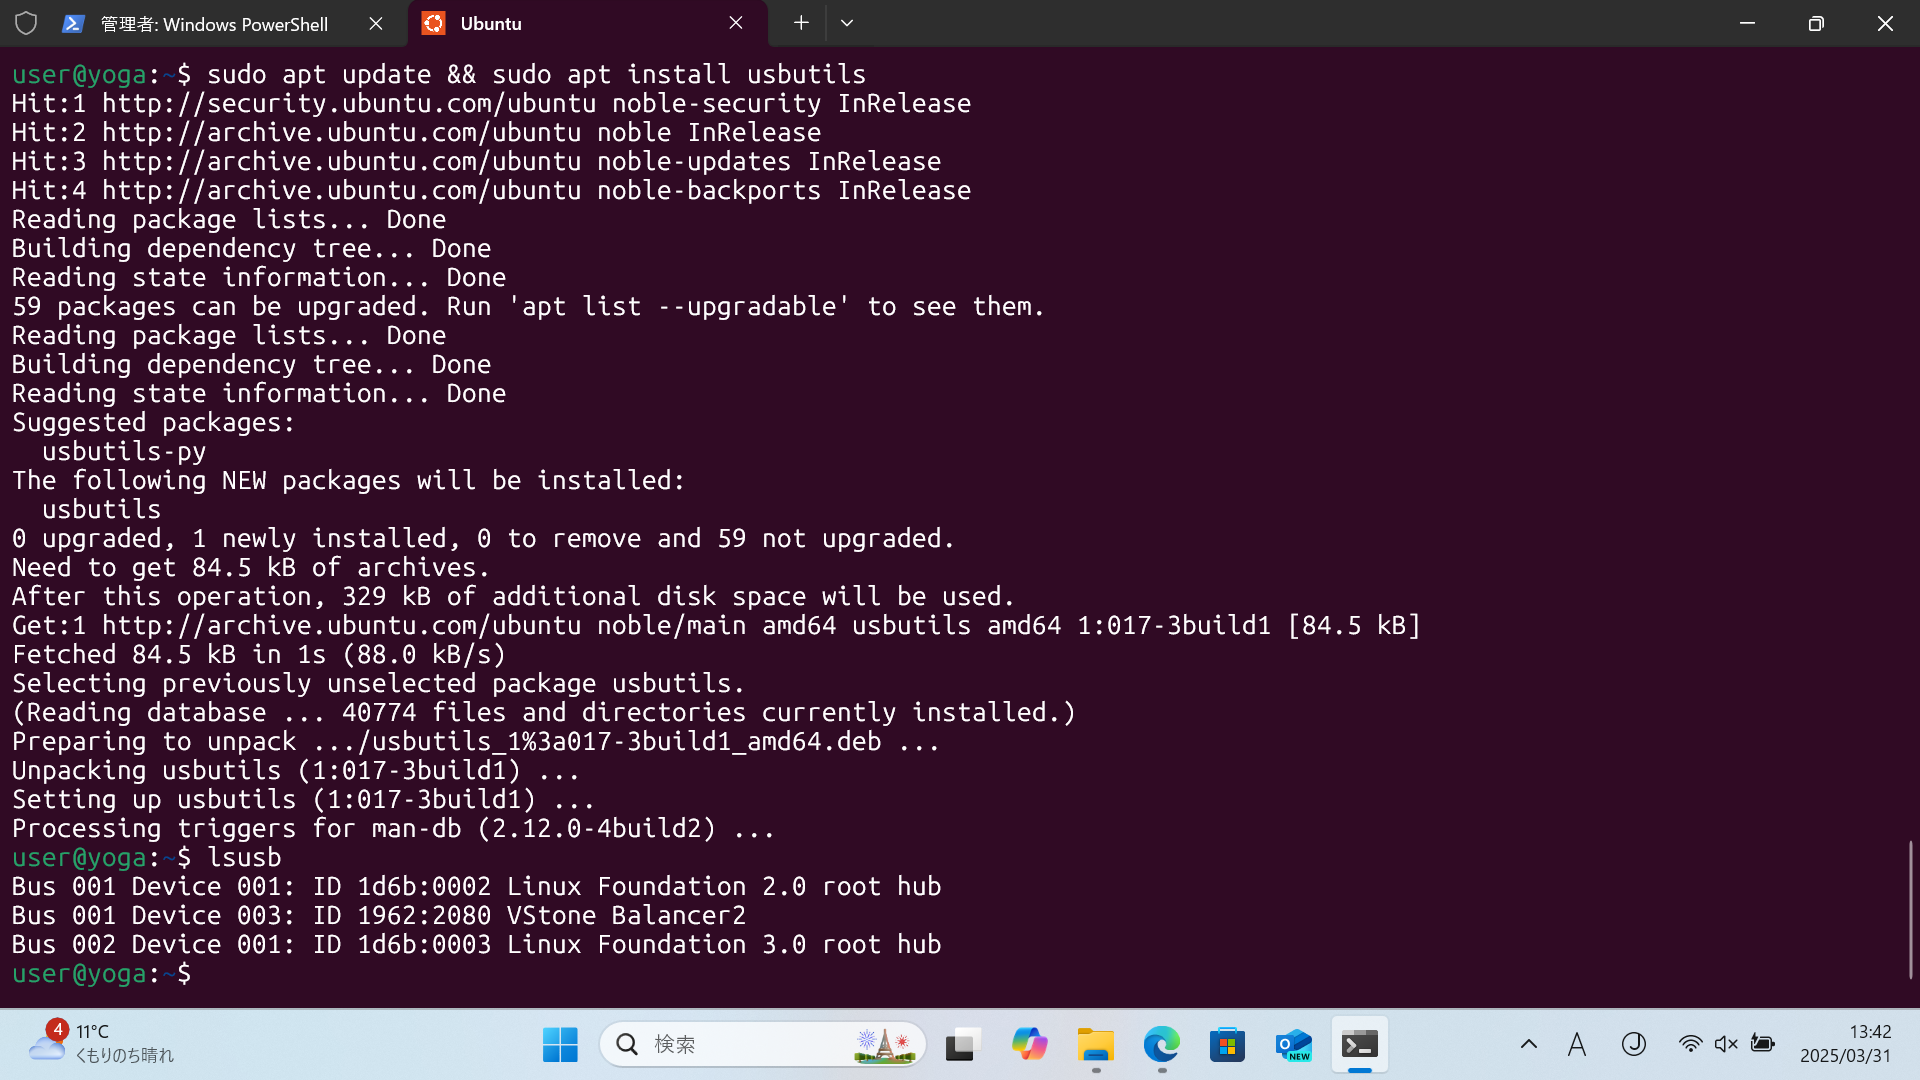 管理者: Windows PowerShell
Ubuntu
user@yoga:~$ sudo apt update && sudo apt install usbutils
Hit:1 http://security.ubuntu.com/ubuntu noble-security InRelease
Hit:2 http://archive.ubuntu.com/ubuntu noble InRelease
Hit:3 http://archive.ubuntu.com/ubuntu noble-updates InRelease
Hit:4 http://archive.ubuntu.com/ubuntu noble-backports InRelease
Reading package lists... Done
Building dependency tree... Done
Reading state information... Done
59 packages can be upgraded. Run 'apt list --upgradable' to see them.
Reading package lists... Done
Building dependency tree... Done
Reading state information... Done
Suggested packages:
  usbutils-py
The following NEW packages will be installed:
  usbutils
0 upgraded, 1 newly installed, 0 to remove and 59 not upgraded.
Need to get 84.5 kB of archives.
After this operation, 329 kB of additional disk space will be used.
Get:1 http://archive.ubuntu.com/ubuntu noble/main amd64 usbutils amd64 1:017-3build1 [84.5 kB]
Fetched 84.5 kB in 1s (88.0 kB/s)
Selecting previously unselected package usbutils.
(Reading database ... 40774 files and directories currently installed.)
Preparing to unpack .../usbutils_1%3a017-3build1_amd64.deb ...
Unpacking usbutils (1:017-3build1) ...
Setting up usbutils (1:017-3build1) ...
Processing triggers for man-db (2.12.0-4build2) ...
user@yoga:~$ lsusb
Bus 001 Device 001: ID 1d6b:0002 Linux Foundation 2.0 root hub
Bus 001 Device 003: ID 1962:2080 VStone Balancer2
Bus 002 Device 001: ID 1d6b:0003 Linux Foundation 3.0 root hub
user@yoga:~$
4
11°C
くもりのち晴れ
検索
NEW
A
J
13:42
2025/03/31